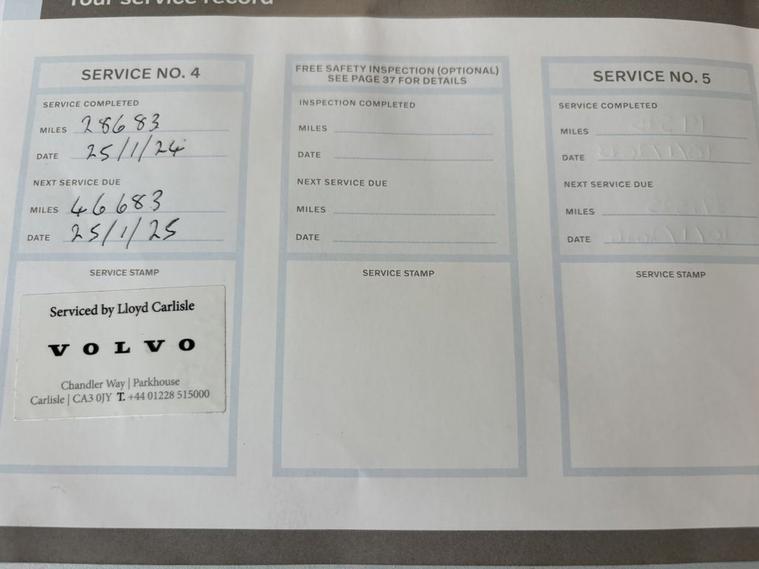 Your service record
SERVICE NO. 4
SERVICE COMPLETED
MILES 28683
DATE 25/1/24
NEXT SERVICE DUE
MILES 46683
DATE 25/1/25
SERVICE STAMP
Serviced by Lloyd Carlisle
VOLVO
Chandler Way | Parkhouse
Carlisle | CA3 0JY T. +44 01228 515000
FREE SAFETY INSPECTION (OPTIONAL)
SEE PAGE 37 FOR DETAILS
INSPECTION COMPLETED
MILES
DATE
NEXT SERVICE DUE
MILES
DATE
SERVICE STAMP
SERVICE NO. 5
SERVICE COMPLETED
MILES
DATE
NEXT SERVICE DUE
MILES
DATE
SERVICE STAMP